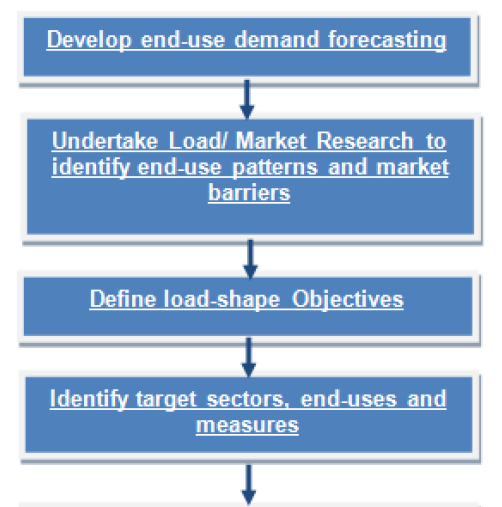 Develop end-use demand forecasting
Undertake Load/ Market Research to
identify end-use patterns and market
barriers
Define load-shape Objectives
Identify target sectors, end-uses and
measures